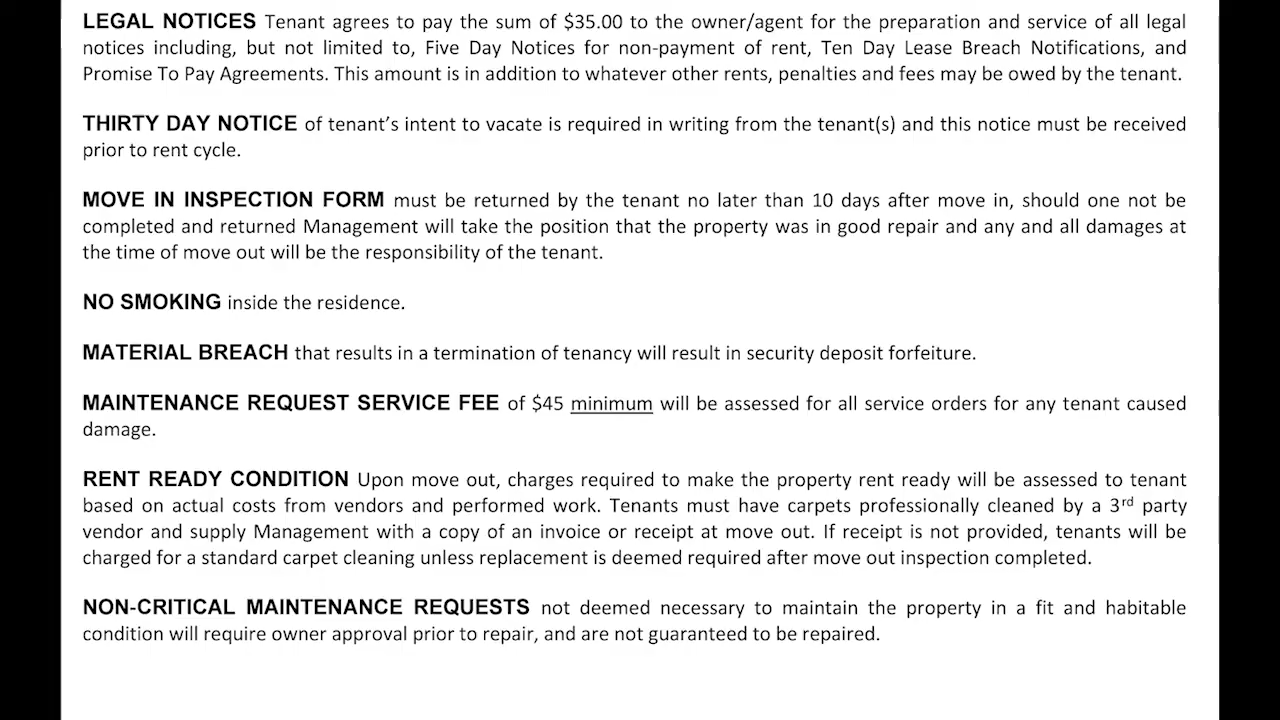 LEGAL NOTICES Tenant agrees to pay the sum of $35.00 to the owner/agent for the preparation and service of all legal
notices including, but not limited to, Five Day Notices for non-payment of rent, Ten Day Lease Breach Notifications, and
Promise To Pay Agreements. This amount is in addition to whatever other rents, penalties and fees may be owed by the tenant.
THIRTY DAY NOTICE of tenant’s intent to vacate is required in writing from the tenant(s) and this notice must be received
prior to rent cycle.
MOVE IN INSPECTION FORM must be returned by the tenant no later than 10 days after move in, should one not be
completed and returned Management will take the position that the property was in good repair and any and all damages at
the time of move out will be the responsibility of the tenant.
NO SMOKING inside the residence.
MATERIAL BREACH that results in a termination of tenancy will result in security deposit forfeiture.
MAINTENANCE REQUEST SERVICE FEE of $45 minimum will be assessed for all service orders for any tenant caused
damage.
RENT READY CONDITION Upon move out, charges required to make the property rent ready will be assessed to tenant
based on actual costs from vendors and performed work. Tenants must have carpets professionally cleaned by a 3rd party
vendor and supply Management with a copy of an invoice or receipt at move out. If receipt is not provided, tenants will be
charged for a standard carpet cleaning unless replacement is deemed required after move out inspection completed.
NON-CRITICAL MAINTENANCE REQUESTS not deemed necessary to maintain the property in a fit and habitable
condition will require owner approval prior to repair, and are not guaranteed to be repaired.